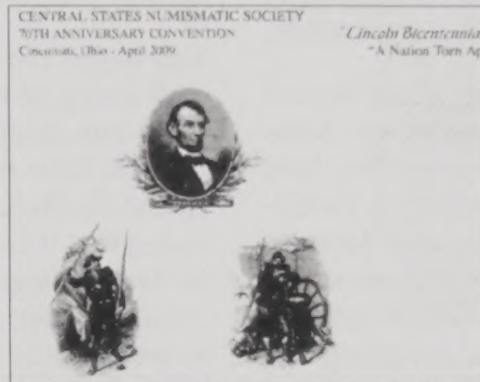 CENTRAL STATES NUMISMATIC SOCIETY
70TH ANNIVERSARY CONVENTION
Cincinnati, Ohio - April 2009
"Lincoln Bicentennia
"A Nation Torn Ap